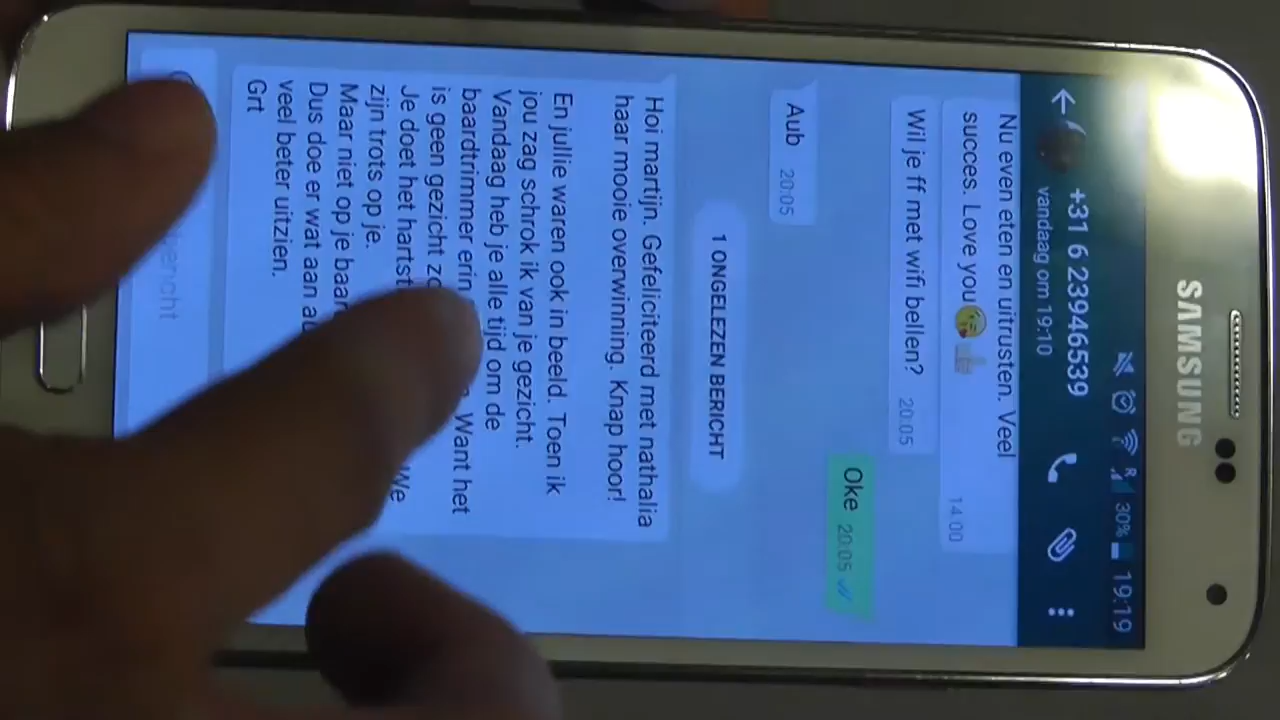 SAMSUNG
30% 19:19
+31 6 23946539
vandaag om 19:10
Nu even eten en uitrusten. Veel
succes. Love you 14:00
Wil je ff met wifi bellen? 20:05
Oke 20:05
Aub 20:05
1 ONGELEZEN BERICHT
Hoi martijn. Gefeliciteerd met nathalia
haar mooie overwinning. Knap hoor!
En jullie waren ook in beeld. Toen ik
jou zag schrok ik van je gezicht.
Vandaag heb je alle tijd om de
baardtrimmer Want het
is geen gezicht
Je doet het We
zijn trots op je.
Maar niet op je
Dus doe er wat aan
veel beter uitzien.
Grt